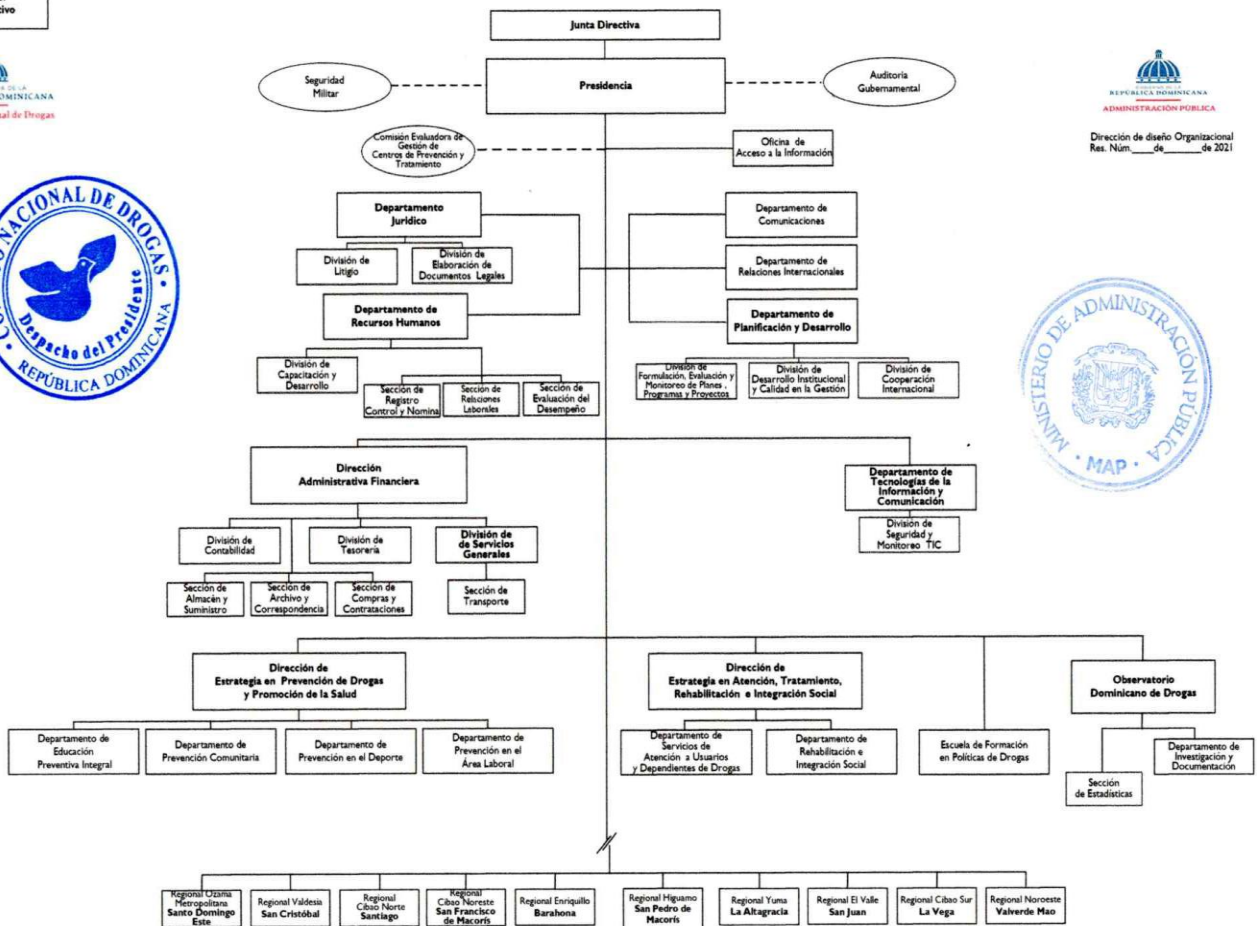 tivo
Junta Directiva
Presidencia
Seguridad
Militar
Auditoria
Gubernamental
REPÚBLICA DOMINICANA
ADMINISTRACIÓN PÚBLICA
Dirección de diseño Organizacional
Res. Núm.____de_______de 2021
OMINICANA
al de Drogas
Comisión Evaluadora de
Gestión de
Centros de Prevención y
Tratamiento
Oficina de
Acceso a la Información
NACIONAL DE DROGAS
Despacho del Presidente
REPÚBLICA DOMINICANA
Departamento
Jurídico
División de
Litigio
División de
Elaboración de
Documentos Legales
Departamento de
Comunicaciones
Departamento de
Relaciones Internacionales
Departamento de
Recursos Humanos
Departamento de
Planificación y Desarrollo
MINISTERIO DE ADMINISTRACIÓN PÚBLICA
· MAP ·
División de
Capacitación y
Desarrollo
Sección de
Registro
Control y Nomina
Sección de
Relaciones
Laborales
Sección de
Evaluación del
Desempeño
División de
Formulación, Evaluación y
Monitoreo de Planes ,
Programas y Proyectos
División de
Desarrollo Institucional
y Calidad en la Gestión
División de
Cooperación
Internacional
Dirección
Administrativa Financiera
Departamento de
Tecnologías de la
Información y
Comunicación
División de
Seguridad y
Monitoreo TIC
División de
Contabilidad
División de
Tesorería
División de
de Servicios
Generales
Sección de
Almacén y
Suministro
Sección de
Archivo y
Correspondencia
Sección de
Compras y
Contrataciones
Sección de
Transporte
Dirección de
Estrategia en Prevención de Drogas
y Promoción de la Salud
Dirección de
Estrategia en Atención, Tratamiento,
Rehabilitación e Integración Social
Observatorio
Dominicano de Drogas
Departamento de
Educación
Preventiva Integral
Departamento de
Prevención Comunitaria
Departamento de
Prevención en el Deporte
Departamento de
Prevención en el
Área Laboral
Departamento de
Servicios de
Atención a Usuarios
y Dependientes de Drogas
Departamento de
Rehabilitación e
Integración Social
Escuela de Formación
en Políticas de Drogas
Sección
de Estadísticas
Departamento de
Investigación y
Documentación
Regional Ozama
Metropolitana
Santo Domingo
Este
Regional Valdesia
San Cristóbal
Regional
Cibao Norte
Santiago
Regional
Cibao Noreste
San Francisco
de Macorís
Regional Enriquillo
Barahona
Regional Higuamo
San Pedro de
Macorís
Regional Yuma
La Altagracia
Regional El Valle
San Juan
Regional Cibao Sur
La Vega
Regional Noroeste
Valverde Mao